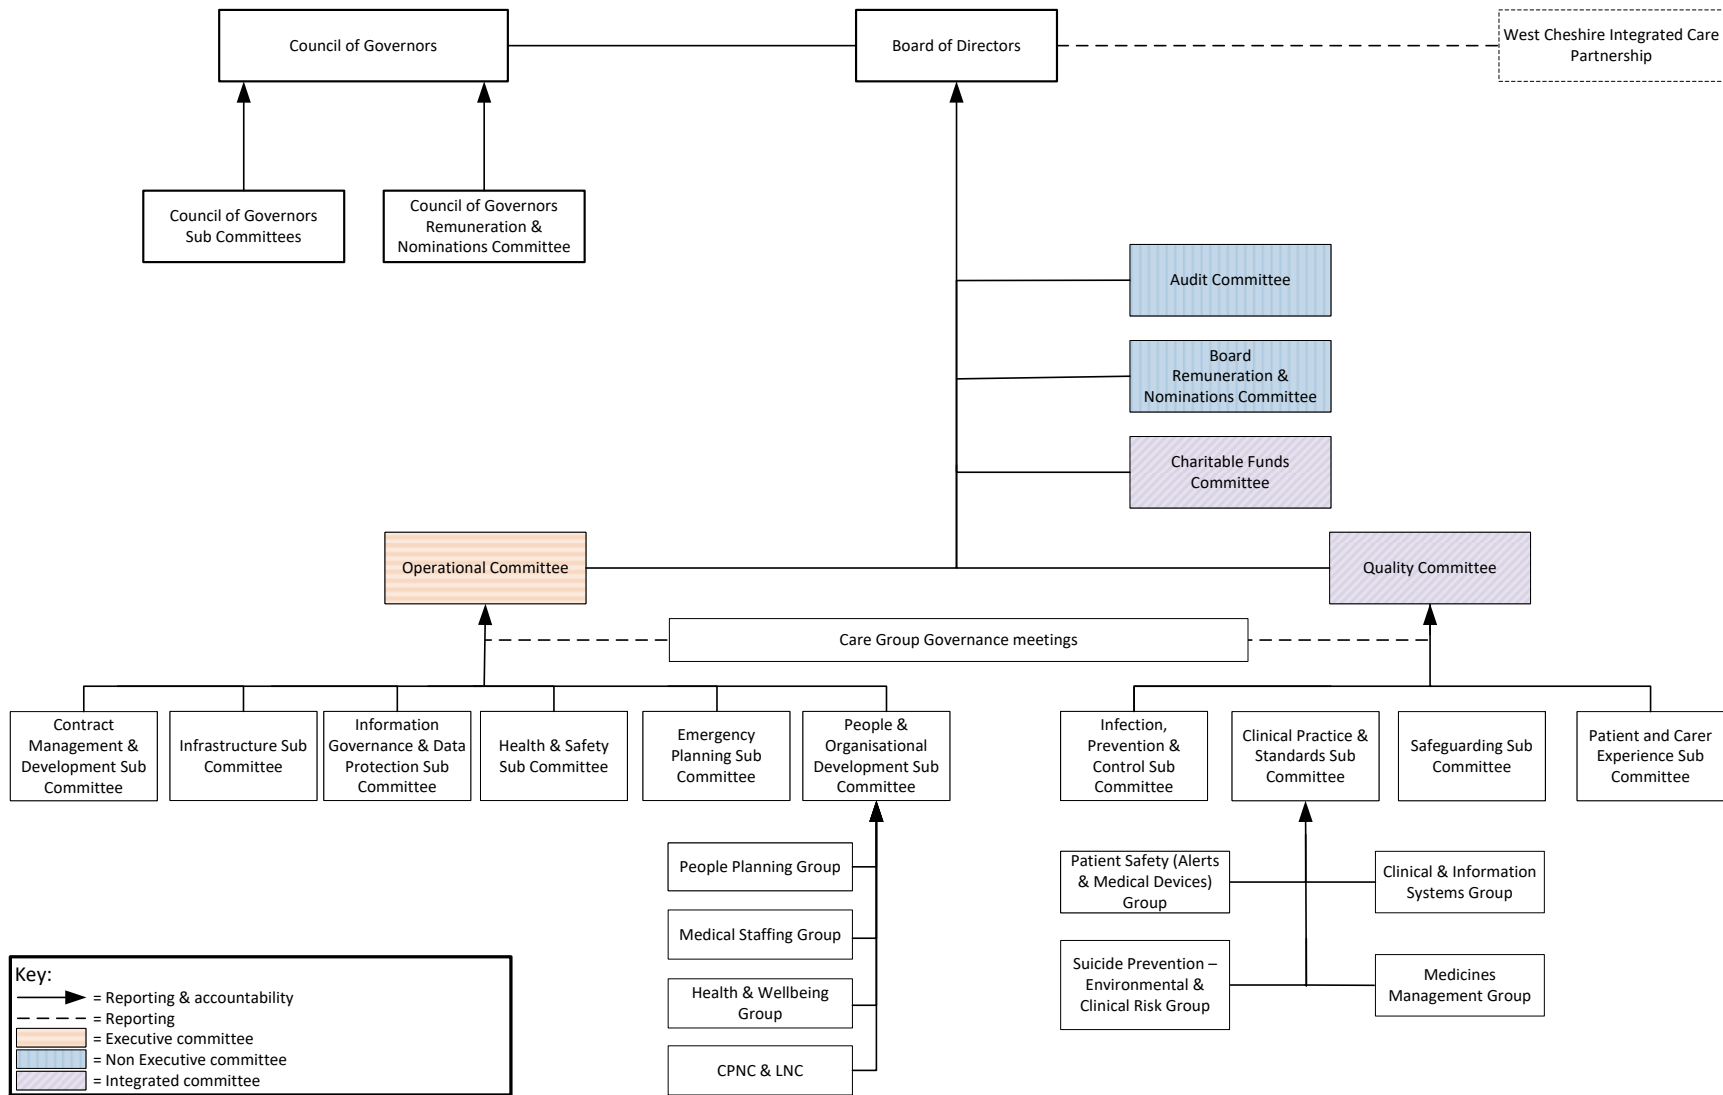 Council of Governors
Board of Directors
West Cheshire Integrated Care
Partnership
Council of Governors
Sub Committees
Council of Governors
Remuneration &
Nominations Committee
Audit Committee
Board
Remuneration &
Nominations Committee
Charitable Funds
Committee
Operational Committee
Quality Committee
Care Group Governance meetings
Contract
Management &
Development Sub
Committee
Infrastructure Sub
Committee
Information
Governance & Data
Protection Sub
Committee
Health & Safety
Sub Committee
Emergency
Planning Sub
Committee
People &
Organisational
Development Sub
Committee
Infection,
Prevention &
Control Sub
Committee
Clinical Practice &
Standards Sub
Committee
Safeguarding Sub
Committee
Patient and Carer
Experience Sub
Committee
People Planning Group
Medical Staffing Group
Health & Wellbeing
Group
CPNC & LNC
Patient Safety (Alerts
& Medical Devices)
Group
Clinical & Information
Systems Group
Suicide Prevention –
Environmental &
Clinical Risk Group
Medicines
Management Group
Key:
= Reporting & accountability
= Reporting
= Executive committee
= Non Executive committee
= Integrated committee